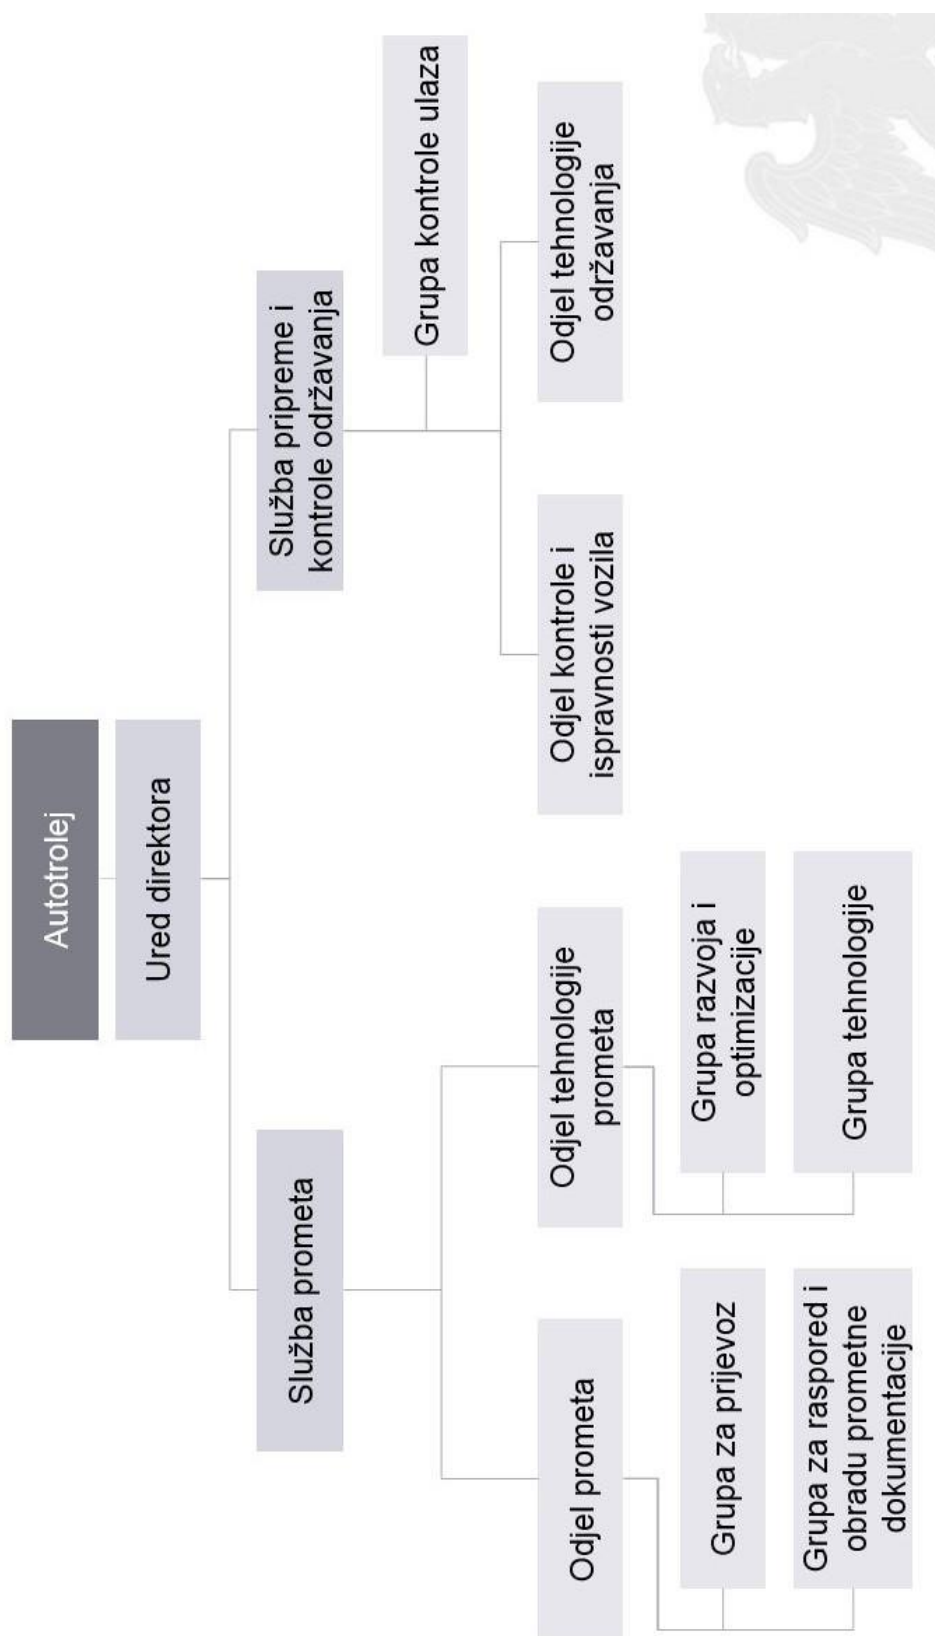 Autotrolej
Ured direktora
Služba prometa
Služba pripreme i
kontrole održavanja
Grupa kontrole ulaza
Odjel prometa
Odjel tehnologije
prometa
Odjel kontrole i
ispravnosti vozila
Odjel tehnologije
održavanja
Grupa za prijevoz
Grupa razvoja i
optimizacije
Grupa za raspored i
obradu prometne
dokumentacije
Grupa tehnologije